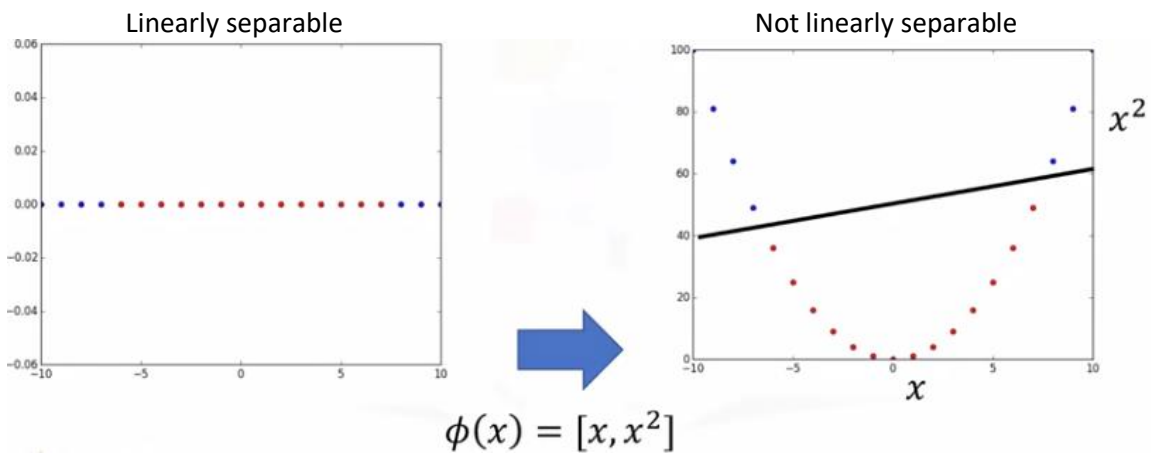 Linearly separable
Not linearly separable
0.06
0.04
0.02
0.00
−0.02
−0.04
−0.06
−10 −5 0 5 10
100
80
60
40
20
0
−10 −5 0 5 10
x²
x
ϕ(x) = [x, x²]